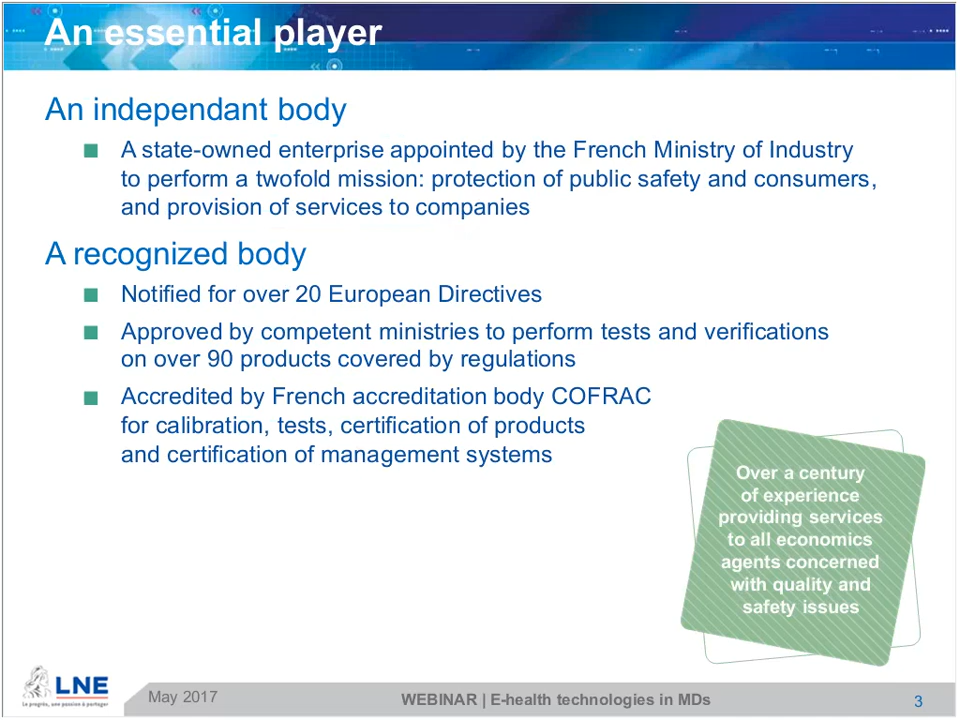 An essential player
An independant body
A state-owned enterprise appointed by the French Ministry of Industry
to perform a twofold mission: protection of public safety and consumers,
and provision of services to companies
A recognized body
Notified for over 20 European Directives
Approved by competent ministries to perform tests and verifications
on over 90 products covered by regulations
Accredited by French accreditation body COFRAC
for calibration, tests, certification of products
and certification of management systems
Over a century
of experience
providing services
to all economics
agents concerned
with quality and
safety issues
LNE
Le progrès, une passion à partager
May 2017
WEBINAR | E-health technologies in MDs
3